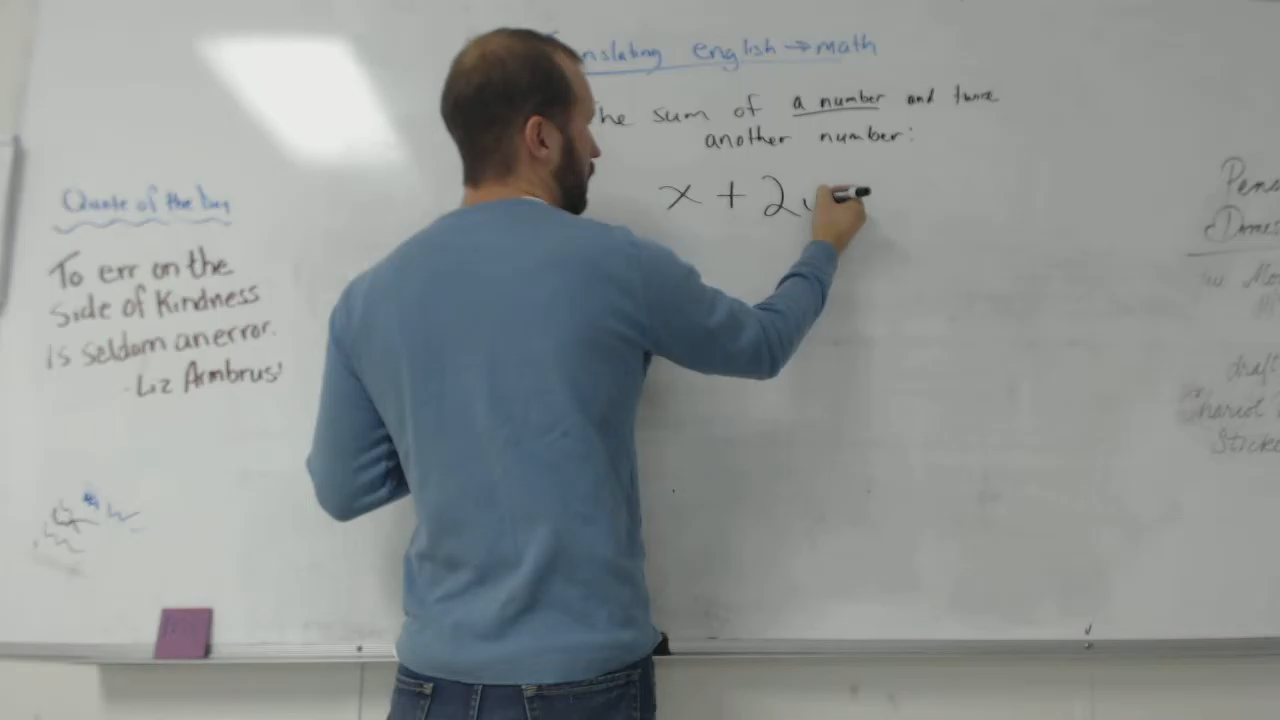 Quote of the Day
To err on the
side of Kindness
is seldom an error.
-Liz Armbrust
english → math
The sum of a number and twice
another number:
x + 2
draft